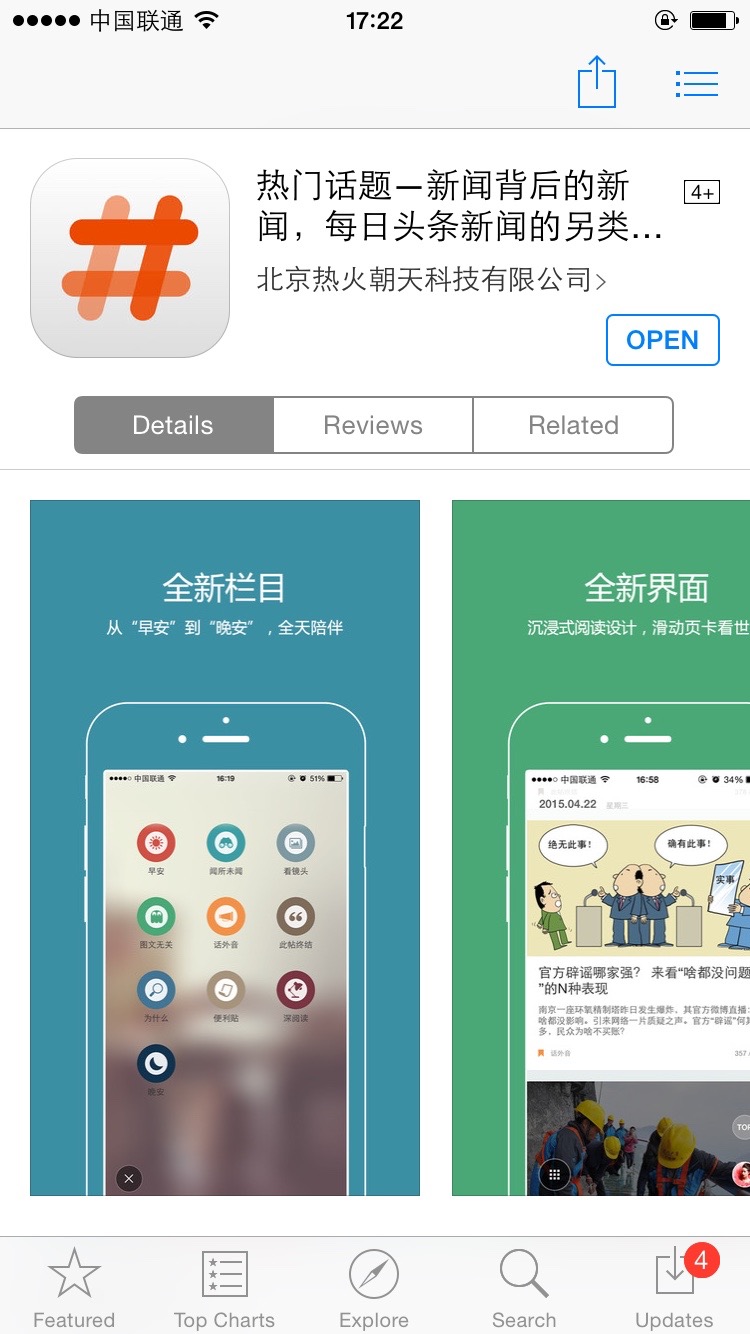 中国联通
17:22
热门话题—新闻背后的新
闻，每日头条新闻的另类...
4+
北京热火朝天科技有限公司
OPEN
Details
Reviews
Related
全新栏目
从“早安”到“晚安”，全天陪伴
中国联通
16:19
51%
早安
闻所未闻
看镜头
图文无关
话外音
此帖终结
为什么
便利贴
深阅读
晚安
全新界面
沉浸式阅读设计，滑动页卡看世
中国联通
16:58
34%
2015.04.22
星期三
绝无此事！
确有此事！
实事
官方辟谣哪家强？ 来看“啥都没问题
”的N种表现
南京一座环氧精制塔昨日发生爆炸，其官方微博直播：
啥都没影响。引来网络一片质疑之声。官方“辟谣”何其
多，民众为啥不买账？
话外音
357
TOP
Featured
Top Charts
Explore
Search
Updates
4